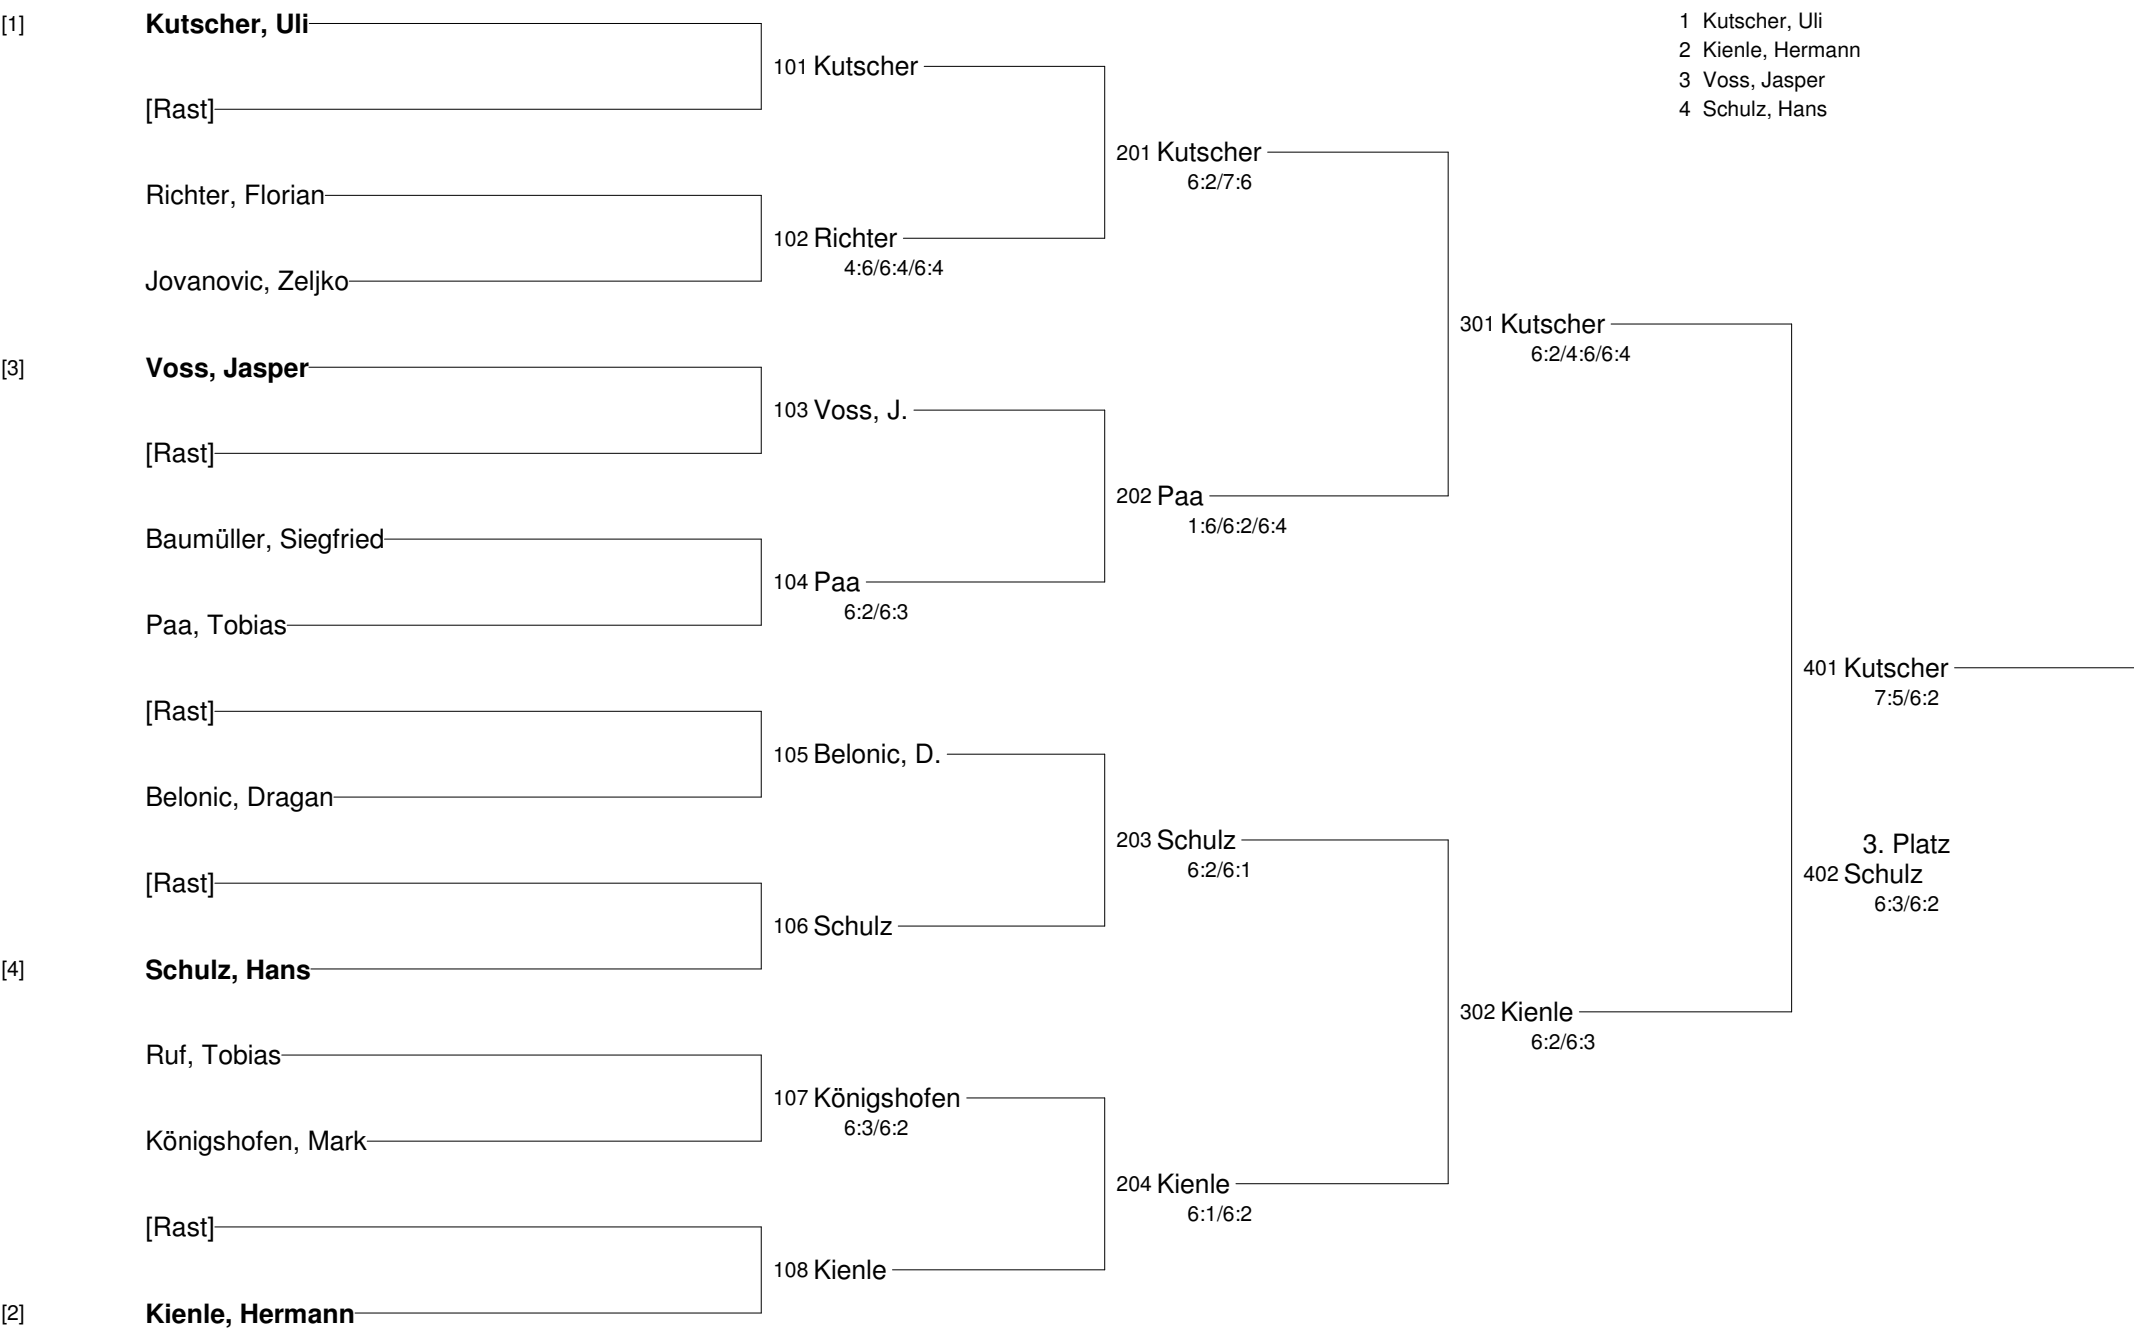 [1] Kutscher, Uli
[Rast]
101 Kutscher
Richter, Florian
Jovanovic, Zeljko
102 Richter
4:6/6:4/6:4
201 Kutscher
6:2/7:6
[3] Voss, Jasper
[Rast]
103 Voss, J.
Baumüller, Siegfried
Paa, Tobias
104 Paa
6:2/6:3
202 Paa
1:6/6:2/6:4
301 Kutscher
6:2/4:6/6:4
[Rast]
Belonic, Dragan
105 Belonic, D.
[Rast]
[4] Schulz, Hans
106 Schulz
203 Schulz
6:2/6:1
Ruf, Tobias
Königshofen, Mark
107 Königshofen
6:3/6:2
[Rast]
[2] Kienle, Hermann
108 Kienle
204 Kienle
6:1/6:2
302 Kienle
6:2/6:3
401 Kutscher
7:5/6:2
3. Platz
402 Schulz
6:3/6:2
1 Kutscher, Uli
2 Kienle, Hermann
3 Voss, Jasper
4 Schulz, Hans